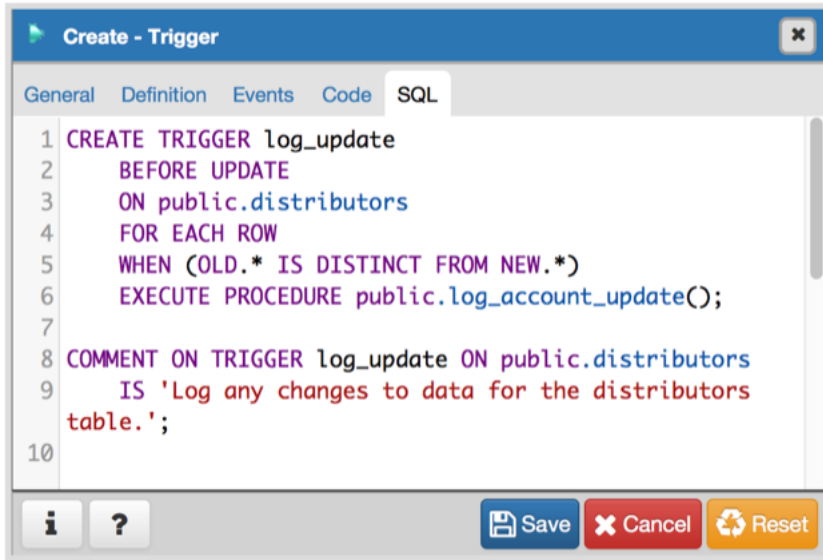 Create - Trigger
General Definition Events Code SQL
1 CREATE TRIGGER log_update
2     BEFORE UPDATE
3     ON public.distributors
4     FOR EACH ROW
5     WHEN (OLD.* IS DISTINCT FROM NEW.*)
6     EXECUTE PROCEDURE public.log_account_update();
7
8 COMMENT ON TRIGGER log_update ON public.distributors
9     IS 'Log any changes to data for the distributors
table.';
10
i ? Save Cancel Reset